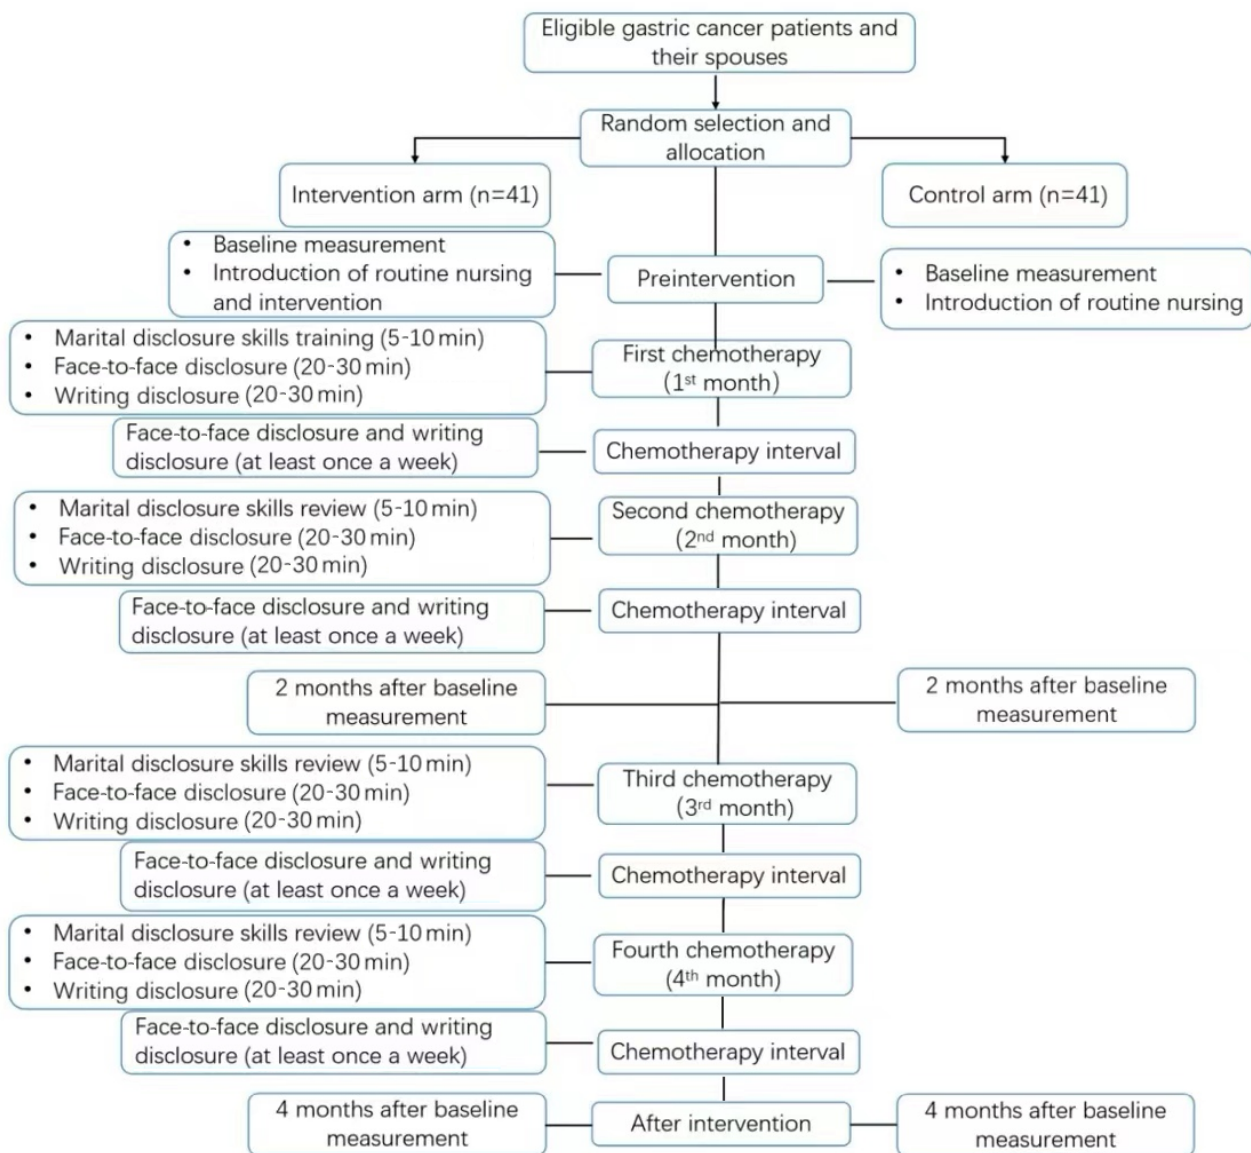 Eligible gastric cancer patients and
their spouses
Random selection and
allocation
Intervention arm (n=41)
Control arm (n=41)
• Baseline measurement
• Introduction of routine nursing
and intervention
Preintervention
• Baseline measurement
• Introduction of routine nursing
• Marital disclosure skills training (5-10 min)
• Face-to-face disclosure (20-30 min)
• Writing disclosure (20-30 min)
First chemotherapy
(1st month)
Face-to-face disclosure and writing
disclosure (at least once a week)
Chemotherapy interval
• Marital disclosure skills review (5-10 min)
• Face-to-face disclosure (20-30 min)
• Writing disclosure (20-30 min)
Second chemotherapy
(2nd month)
Face-to-face disclosure and writing
disclosure (at least once a week)
Chemotherapy interval
2 months after baseline
measurement
2 months after baseline
measurement
• Marital disclosure skills review (5-10 min)
• Face-to-face disclosure (20-30 min)
• Writing disclosure (20-30 min)
Third chemotherapy
(3rd month)
Face-to-face disclosure and writing
disclosure (at least once a week)
Chemotherapy interval
• Marital disclosure skills review (5-10 min)
• Face-to-face disclosure (20-30 min)
• Writing disclosure (20-30 min)
Fourth chemotherapy
(4th month)
Face-to-face disclosure and writing
disclosure (at least once a week)
Chemotherapy interval
4 months after baseline
measurement
After intervention
4 months after baseline
measurement